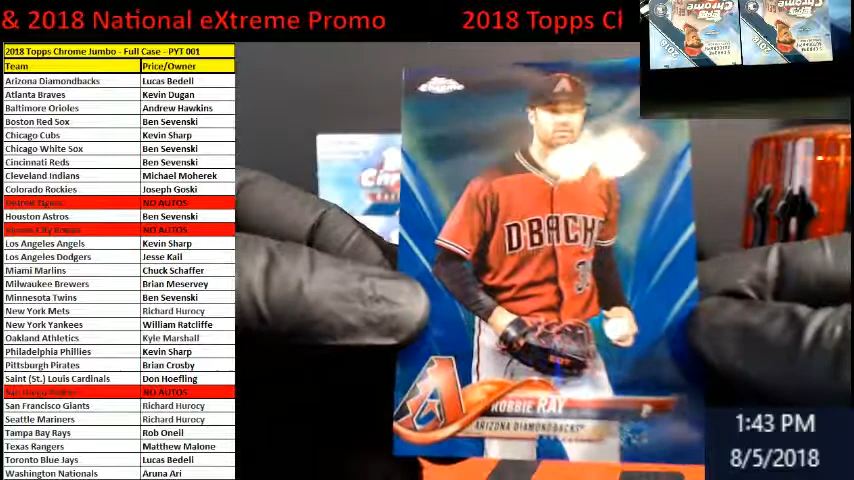 & 2018 National eXtreme Promo 2018 Topps Cl
2018 Topps Chrome Jumbo - Full Case - PYT 001
Team Price/Owner
Arizona Diamondbacks Lucas Bedell
Atlanta Braves Kevin Dugan
Baltimore Orioles Andrew Hawkins
Boston Red Sox Ben Sevenski
Chicago Cubs Kevin Sharp
Chicago White Sox Ben Sevenski
Cincinnati Reds Ben Sevenski
Cleveland Indians Michael Moherek
Colorado Rockies Joseph Goski
Detroit Tigers NO AUTOS
Houston Astros Ben Sevenski
Kansas City Royals NO AUTOS
Los Angeles Angels Kevin Sharp
Los Angeles Dodgers Jesse Kail
Miami Marlins Chuck Schaffer
Milwaukee Brewers Brian Meservey
Minnesota Twins Ben Sevenski
New York Mets Richard Hurocy
New York Yankees William Ratcliffe
Oakland Athletics Kyle Marshall
Philadelphia Phillies Kevin Sharp
Pittsburgh Pirates Brian Crosby
Saint (St.) Louis Cardinals Don Hoefling
San Diego Padres NO AUTOS
San Francisco Giants Richard Hurocy
Seattle Mariners Richard Hurocy
Tampa Bay Rays Rob Oneil
Texas Rangers Matthew Malone
Toronto Blue Jays Lucas Bedell
Washington Nationals Aruna Ari
Chrome
DBACK
ROBBIE RAY P
ARIZONA DIAMONDBACKS
1:43 PM
8/5/2018